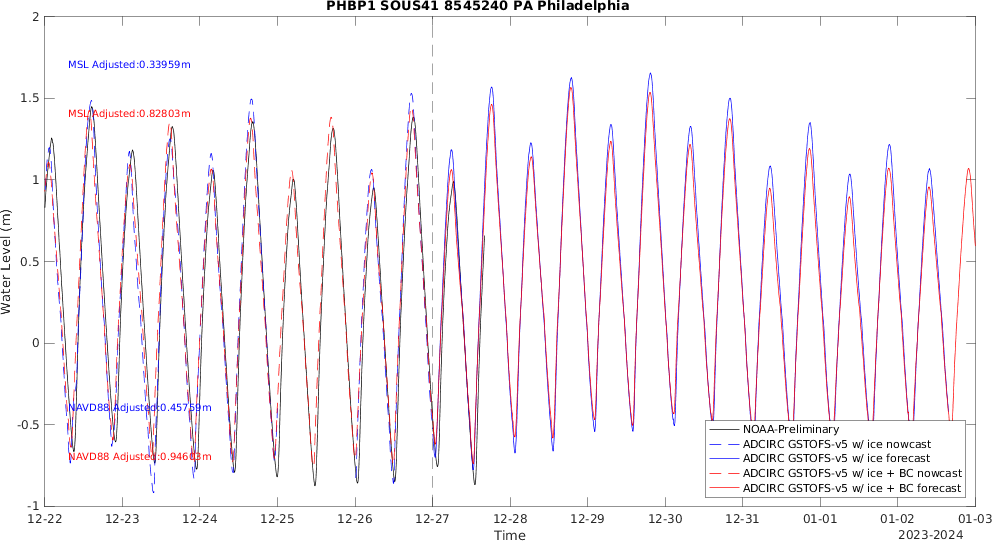 PHBP1 SOUS41 8545240 PA Philadelphia
2
MSL Adjusted:0.33959m
1.5
MSL Adjusted:0.82803m
1
Water Level (m)
0.5
0
NAVD88 Adjusted:0.45759m
-0.5
NAVD88 Adjusted:0.94603m
NOAA-Preliminary
ADCIRC GSTOFS-v5 w/ ice nowcast
ADCIRC GSTOFS-v5 w/ ice forecast
ADCIRC GSTOFS-v5 w/ ice + BC nowcast
ADCIRC GSTOFS-v5 w/ ice + BC forecast
-1
12-22 12-23 12-24 12-25 12-26 12-27 12-28 12-29 12-30 12-31 01-01 01-02 01-03
Time
2023-2024